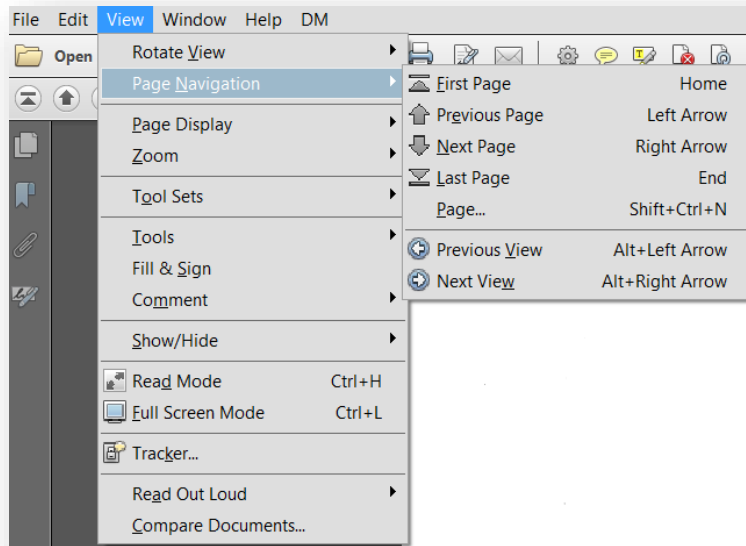 File Edit View Window Help DM
Open
Rotate View
Page Navigation
Page Display
Zoom
Tool Sets
Tools
Fill & Sign
Comment
Show/Hide
Read Mode Ctrl+H
Full Screen Mode Ctrl+L
Tracker...
Read Out Loud
Compare Documents...
First Page Home
Previous Page Left Arrow
Next Page Right Arrow
Last Page End
Page... Shift+Ctrl+N
Previous View Alt+Left Arrow
Next View Alt+Right Arrow